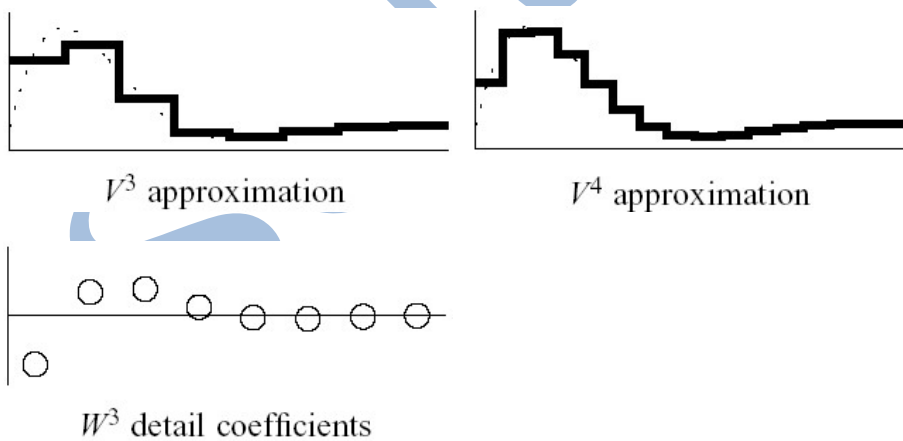 V³ approximation
V⁴ approximation
W³ detail coefficients